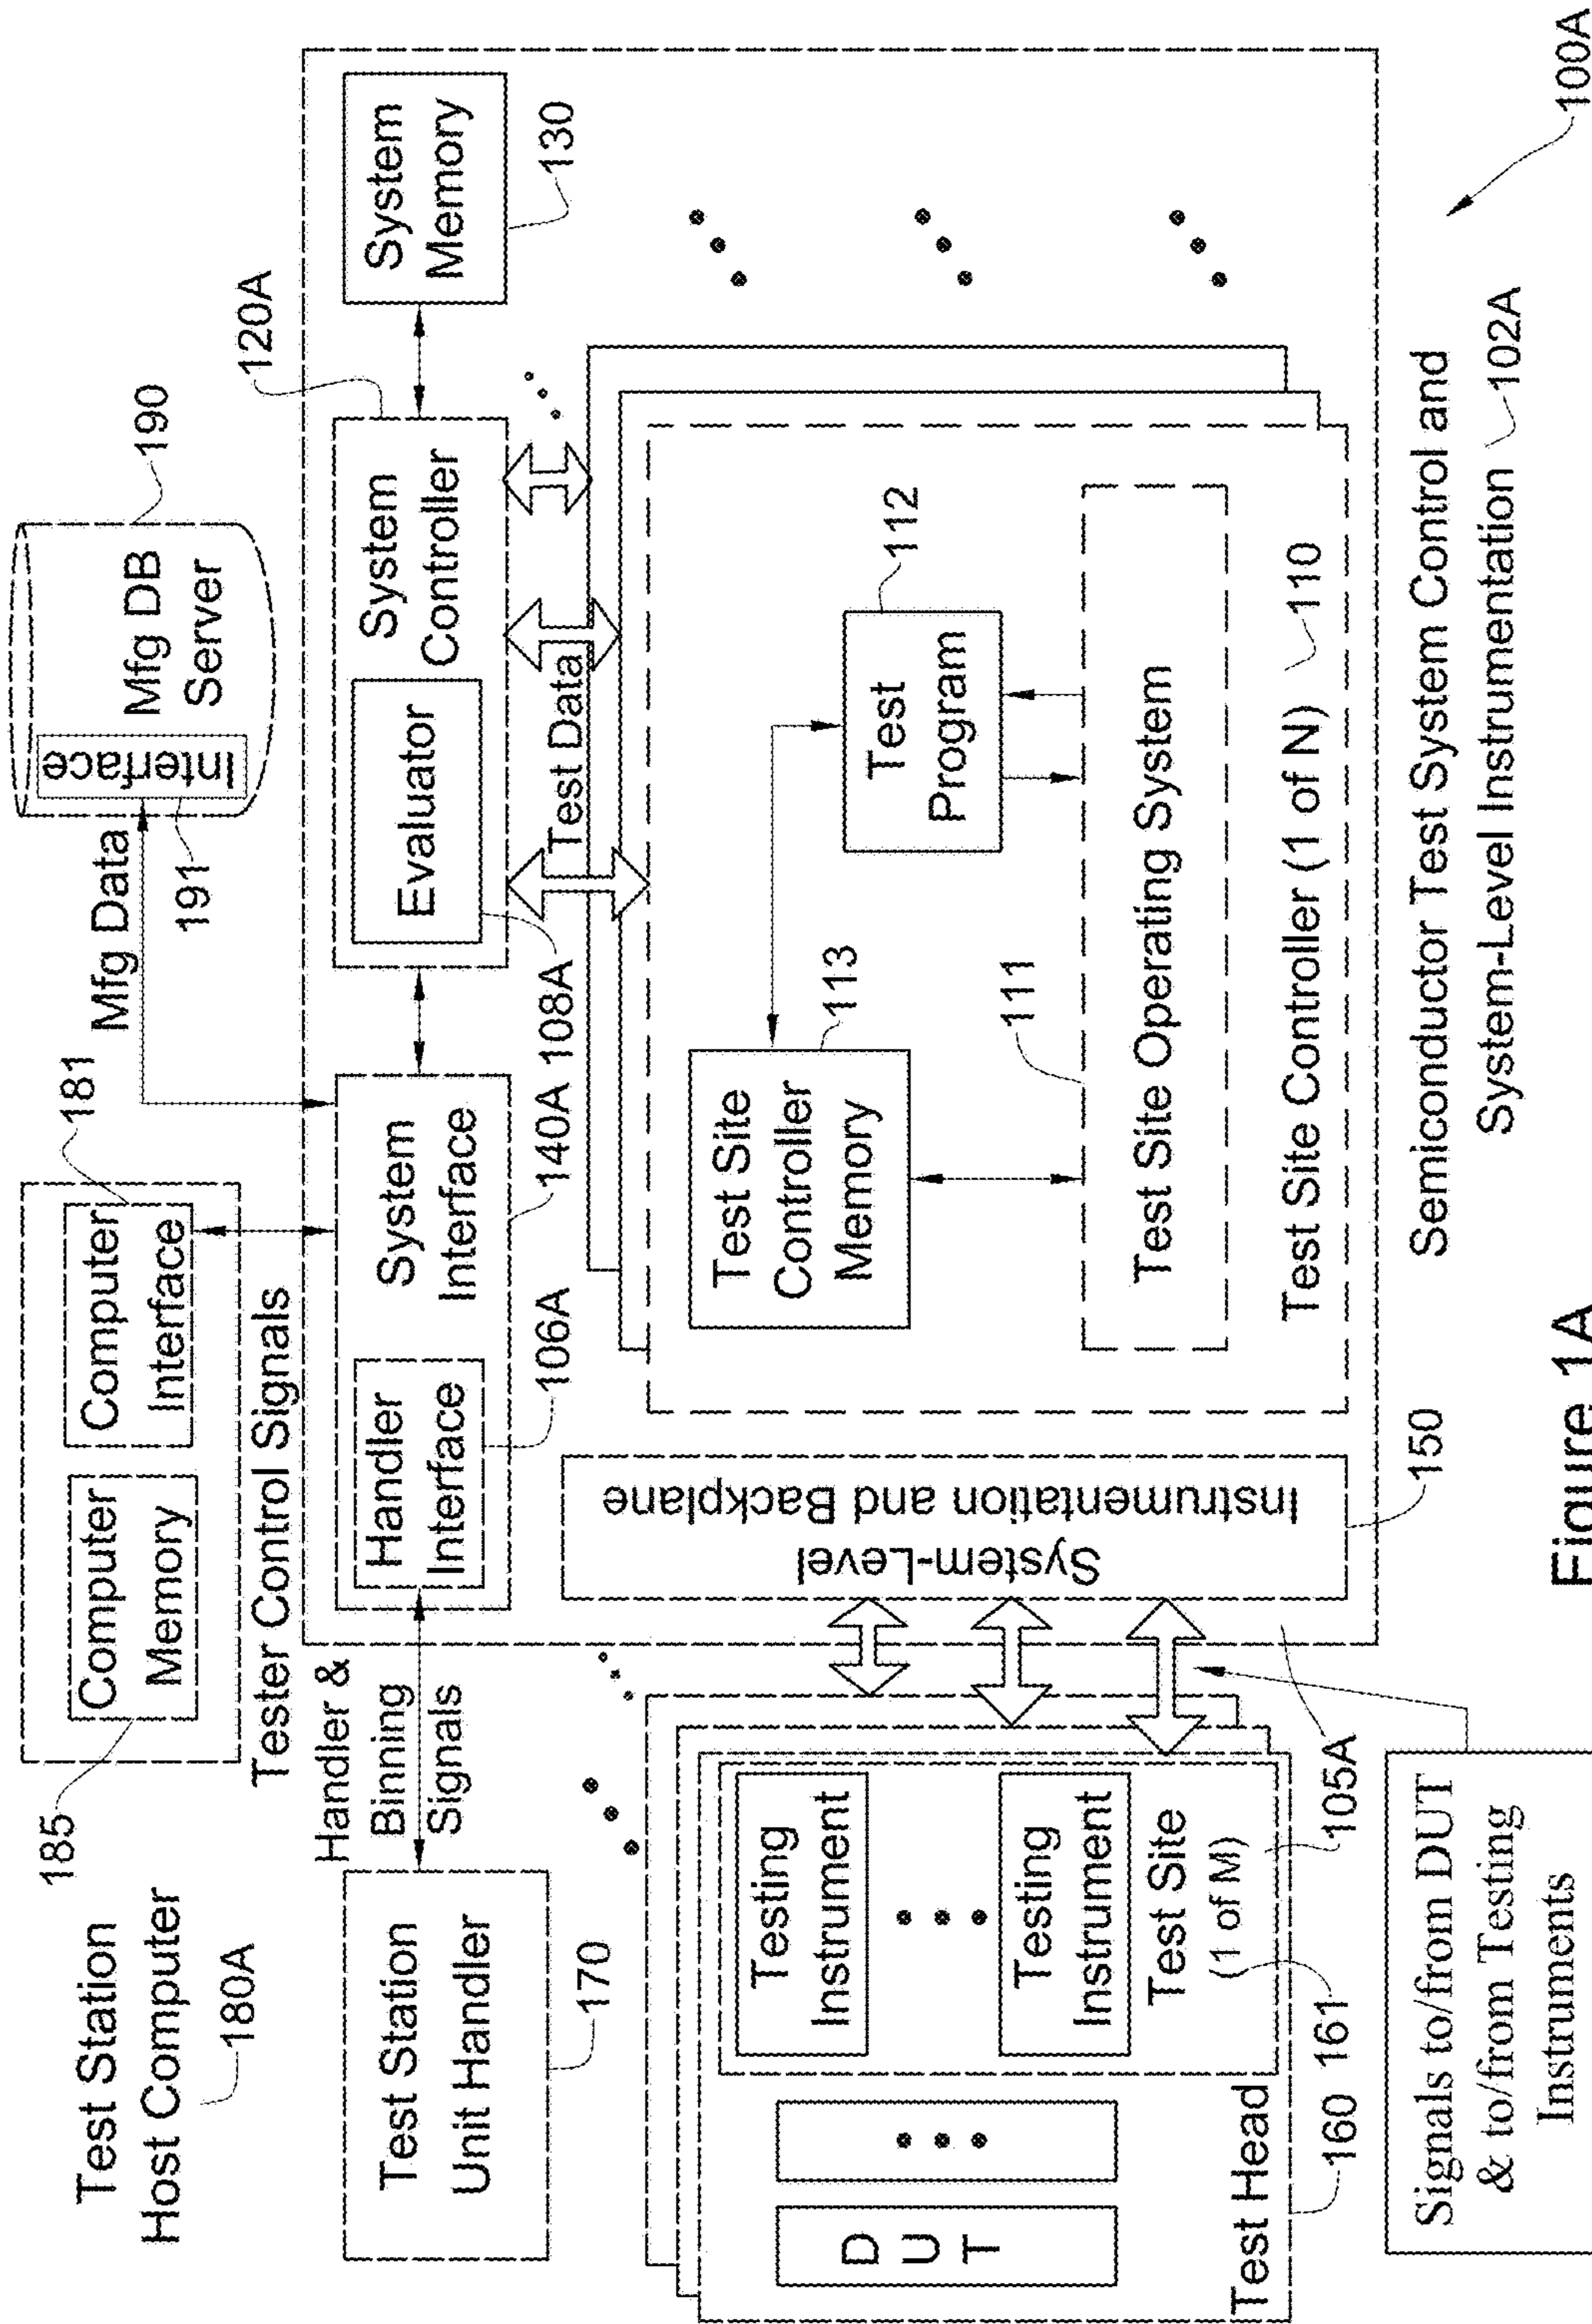 Test Station
Host Computer
180A
185
Computer
Memory
Computer
Interface
181
Tester Control Signals
Mfg Data
191
Interface
Mfg DB
Server
190
Test Station
Unit Handler
170
Handler &
Binning
Signals
Handler
Interface
106A
System
Interface
140A
108A
Evaluator
System
Controller
120A
System
Memory
130
Test Data
Test Site
Controller
Memory
113
Test
Program
112
111
Test Site Operating System
Test Site Controller (1 of N)
110
System-Level
Instrumentation and Backplane
150
D
U
T
Testing
Instrument
Testing
Instrument
Test Site
(1 of M)
Test Head
160
161
105A
Signals to/from DUT
& to/from Testing
Instruments
Semiconductor Test System Control and
System-Level Instrumentation
102A
100A
Figure 1A